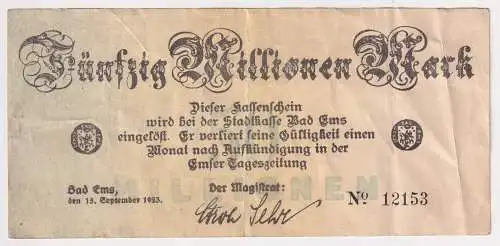 Fünfzig Millionen Mark
Dieser Kassenschein
wird bei der Stadtkasse Bad Ems
eingelöst. Er verliert seine Gültigkeit einen
Monat nach Aufkündigung in der
Emser Tageszeitung
Bad Ems,
den 15. September 1923.
Der Magistrat:
Nº 12153
MILLIONEN